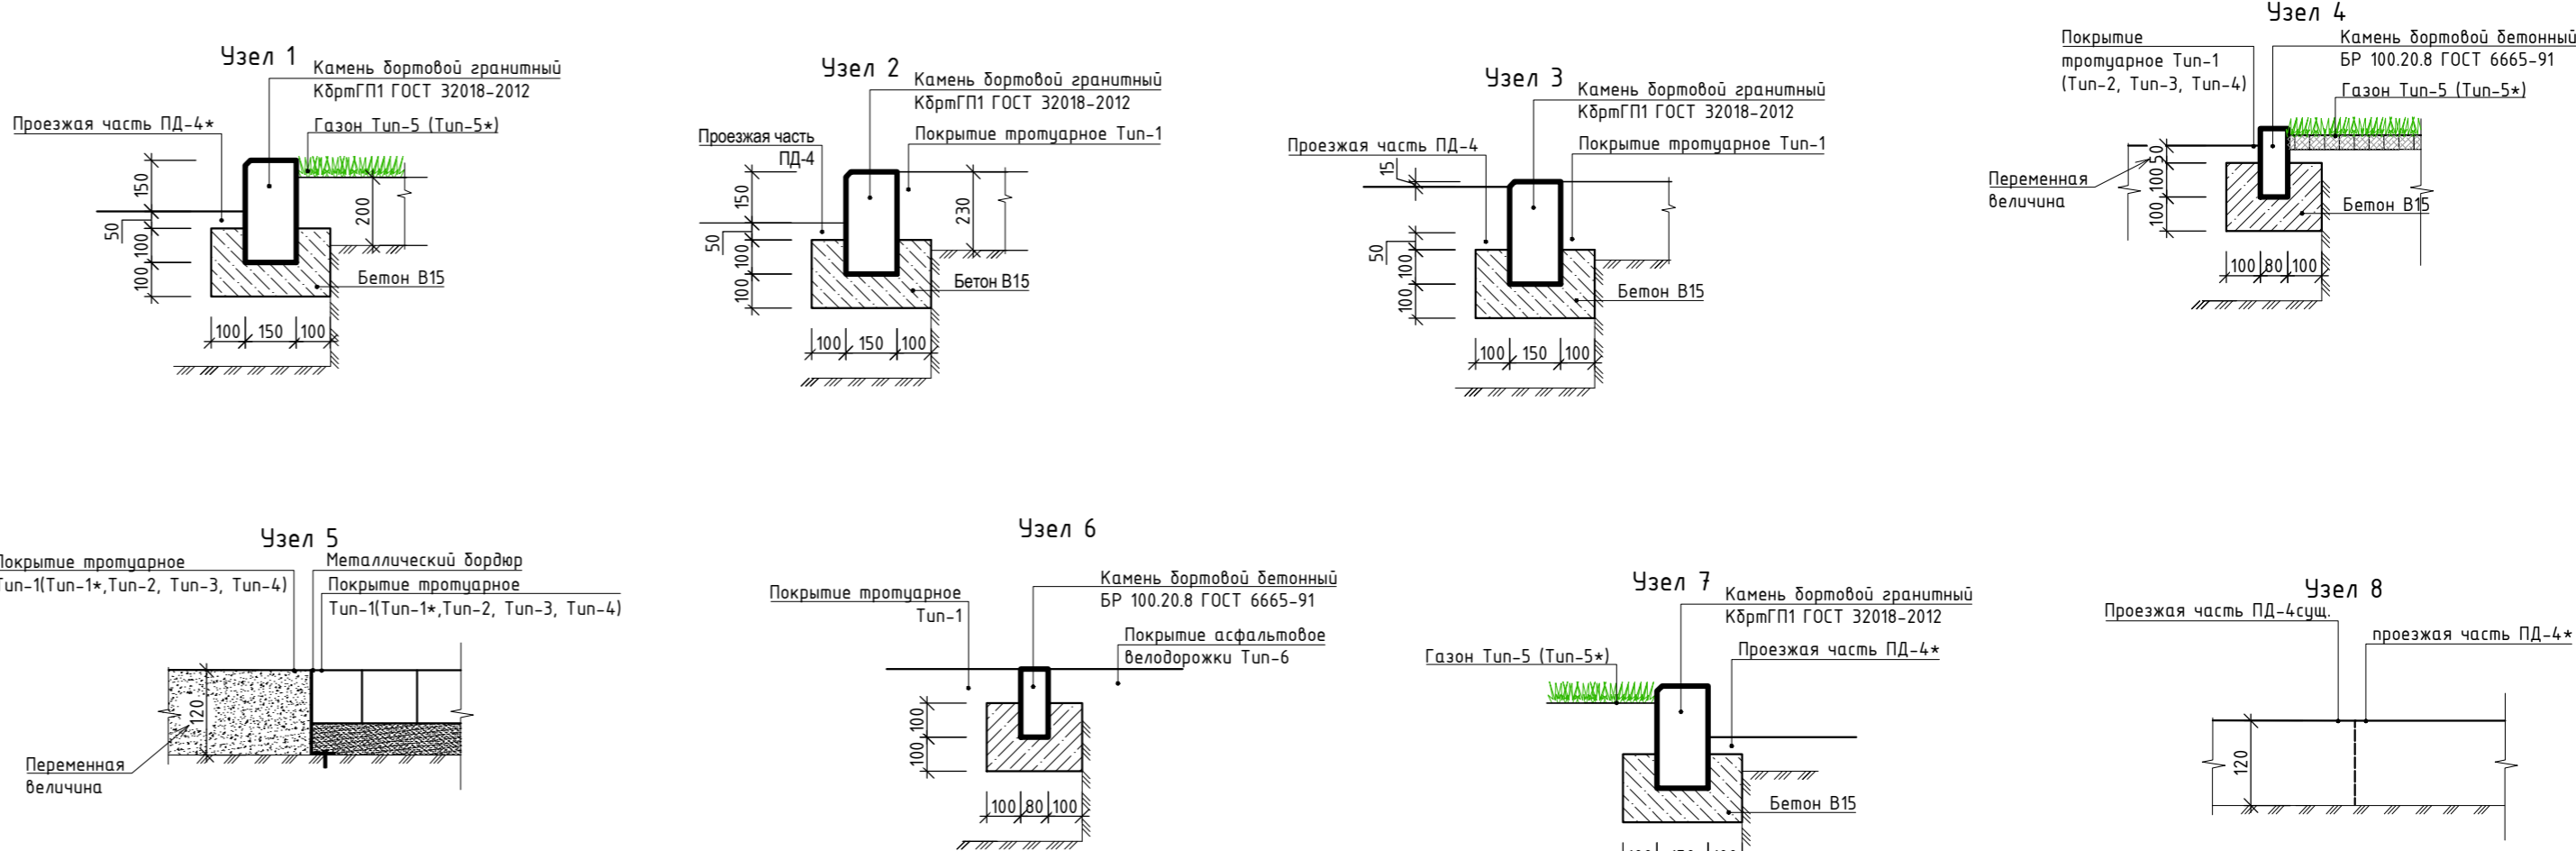 Узел 1
Камень бортовой гранитный
КбртГП1 ГОСТ 32018-2012
Проезжая часть ПД-4*
Газон Тип-5 (Тип-5*)
150
50
100
100
200
Бетон В15
100 150 100
Узел 2
Камень бортовой гранитный
КбртГП1 ГОСТ 32018-2012
Проезжая часть
ПД-4
Покрытие тротуарное Тип-1
150
50
100
100
230
Бетон В15
100 150 100
Узел 3
Камень бортовой гранитный
КбртГП1 ГОСТ 32018-2012
Проезжая часть ПД-4
Покрытие тротуарное Тип-1
15
50
100
100
Бетон В15
100 150 100
Узел 4
Покрытие
тротуарное Тип-1
(Тип-2, Тип-3, Тип-4)
Камень бортовой бетонный
БР 100.20.8 ГОСТ 6665-91
Газон Тип-5 (Тип-5*)
Переменная
величина
50
100
100
Бетон В15
100 80 100
Узел 5
Покрытие тротуарное
Тип-1(Тип-1*,Тип-2, Тип-3, Тип-4)
Металлический бордюр
Покрытие тротуарное
Тип-1(Тип-1*,Тип-2, Тип-3, Тип-4)
120
Переменная
величина
Узел 6
Покрытие тротуарное
Тип-1
Камень бортовой бетонный
БР 100.20.8 ГОСТ 6665-91
Покрытие асфальтовое
велодорожки Тип-6
100
100
100 80 100
Узел 7
Камень бортовой гранитный
КбртГП1 ГОСТ 32018-2012
Газон Тип-5 (Тип-5*)
Проезжая часть ПД-4*
Бетон В15
Узел 8
Проезжая часть ПД-4сущ.
проезжая часть ПД-4*
120